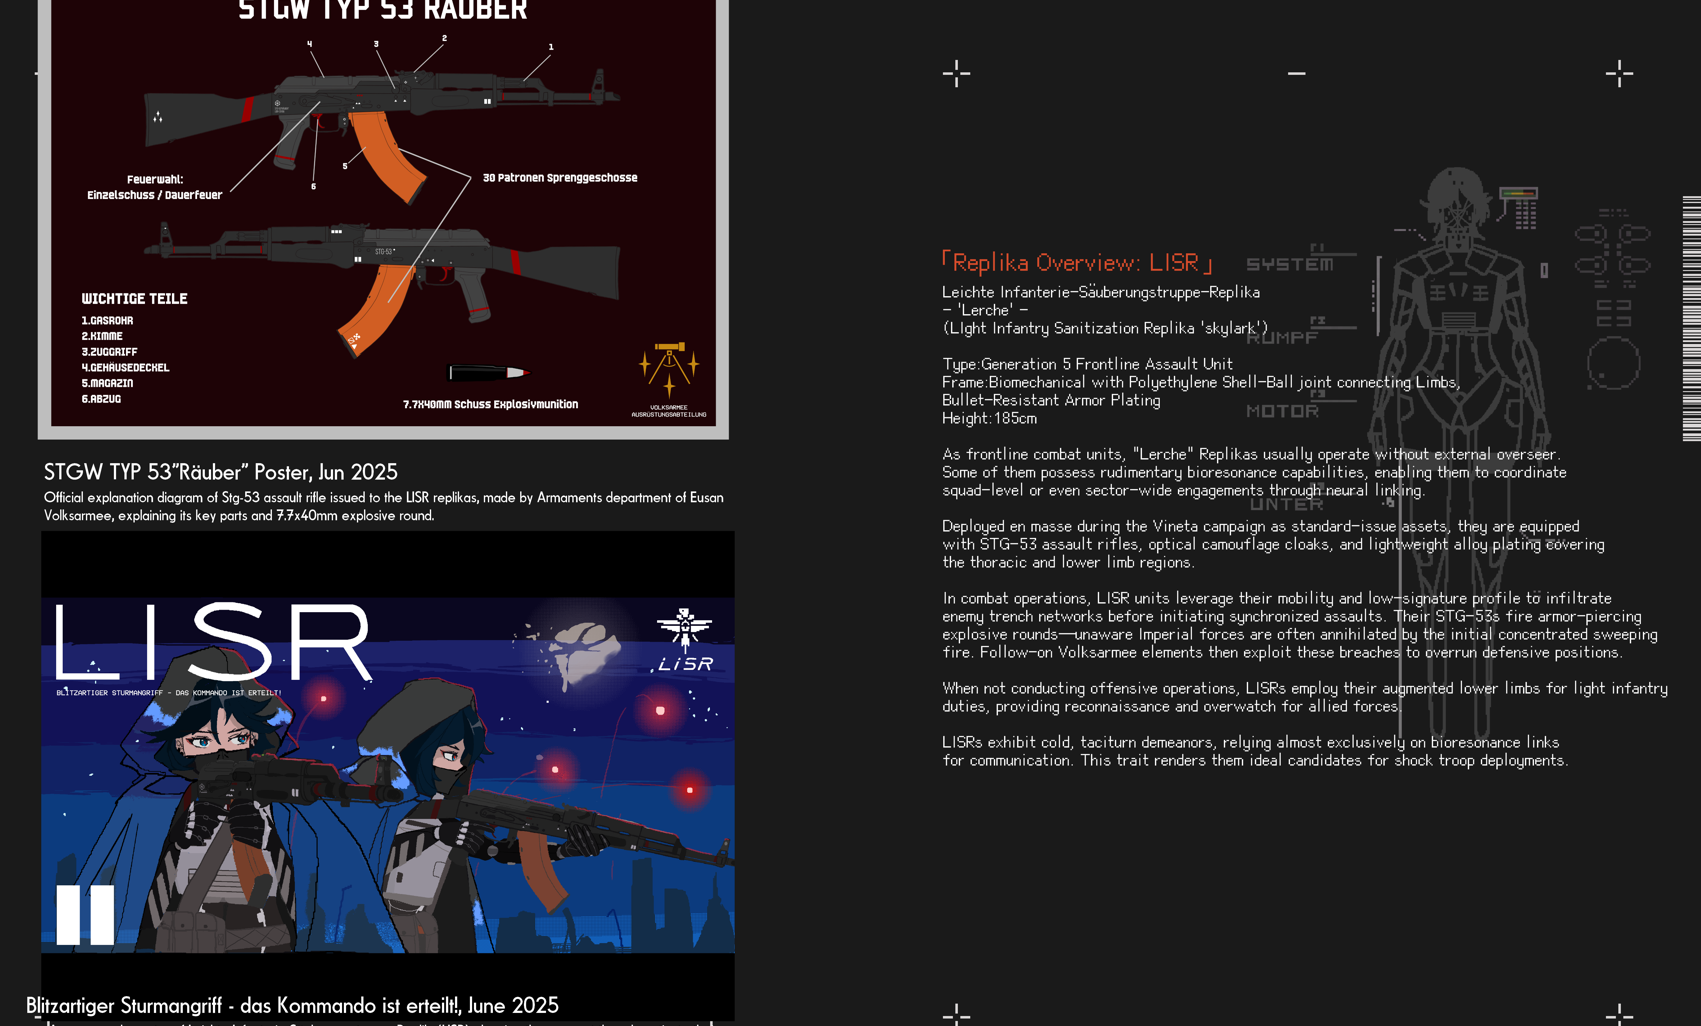 STGW TYP 53 RÄUBER
4
3
2
1
5
6
Feuerwahl:
Einzelschuss / Dauerfeuer
30 Patronen Sprenggeschosse
STG-53
WICHTIGE TEILE
1.GASROHR
2.KIMME
3.ZUGGRIFF
4.GEHÄUSEDECKEL
5.MAGAZIN
6.ABZUG
7.7X40MM Schuss Explosivmunition
VOLKSARMEE
AUSRÜSTUNGSABTEILUNG
STGW TYP 53"Räuber" Poster, Jun 2025
Official explanation diagram of Stg-53 assault rifle issued to the LISR replikas, made by Armaments department of Eusan
Volksarmee, explaining its key parts and 7.7x40mm explosive round.
LISR
BLITZARTIGER STURMANGRIFF - DAS KOMMANDO IST ERTEILT!
LiSR
Blitzartiger Sturmangriff - das Kommando ist erteilt!, June 2025
「Replika Overview: LISR」
Leichte Infanterie-Säuberungstruppe-Replika
- 'Lerche' -
(LIght Infantry Sanitization Replika 'skylark')
Type:Generation 5 Frontline Assault Unit
Frame:Biomechanical with Polyethylene Shell-Ball joint connecting Limbs,
Bullet-Resistant Armor Plating
Height:185cm
As frontline combat units, "Lerche" Replikas usually operate without external overseer.
Some of them possess rudimentary bioresonance capabilities, enabling them to coordinate
squad-level or even sector-wide engagements through neural linking.
Deployed en masse during the Vineta campaign as standard-issue assets, they are equipped
with STG-53 assault rifles, optical camouflage cloaks, and lightweight alloy plating covering
the thoracic and lower limb regions.
In combat operations, LISR units leverage their mobility and low-signature profile to infiltrate
enemy trench networks before initiating synchronized assaults. Their STG-53s fire armor-piercing
explosive rounds—unaware Imperial forces are often annihilated by the initial concentrated sweeping
fire. Follow-on Volksarmee elements then exploit these breaches to overrun defensive positions.
When not conducting offensive operations, LISRs employ their augmented lower limbs for light infantry
duties, providing reconnaissance and overwatch for allied forces.
LISRs exhibit cold, taciturn demeanors, relying almost exclusively on bioresonance links
for communication. This trait renders them ideal candidates for shock troop deployments.
SYSTEM
RUMPF
MOTOR
UNTER